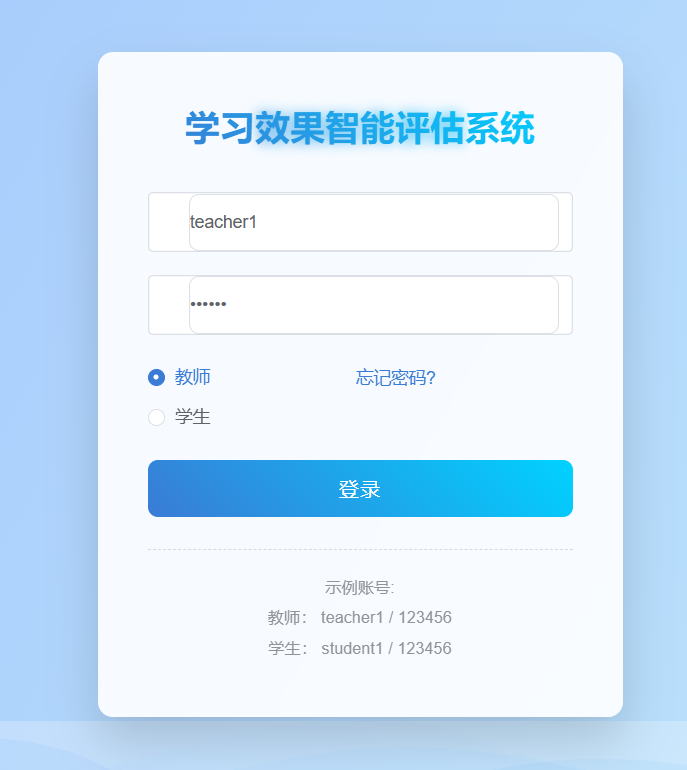 学习效果智能评估系统
teacher1
••••••
教师 忘记密码?
学生
登录
示例账号:
教师： teacher1 / 123456
学生： student1 / 123456